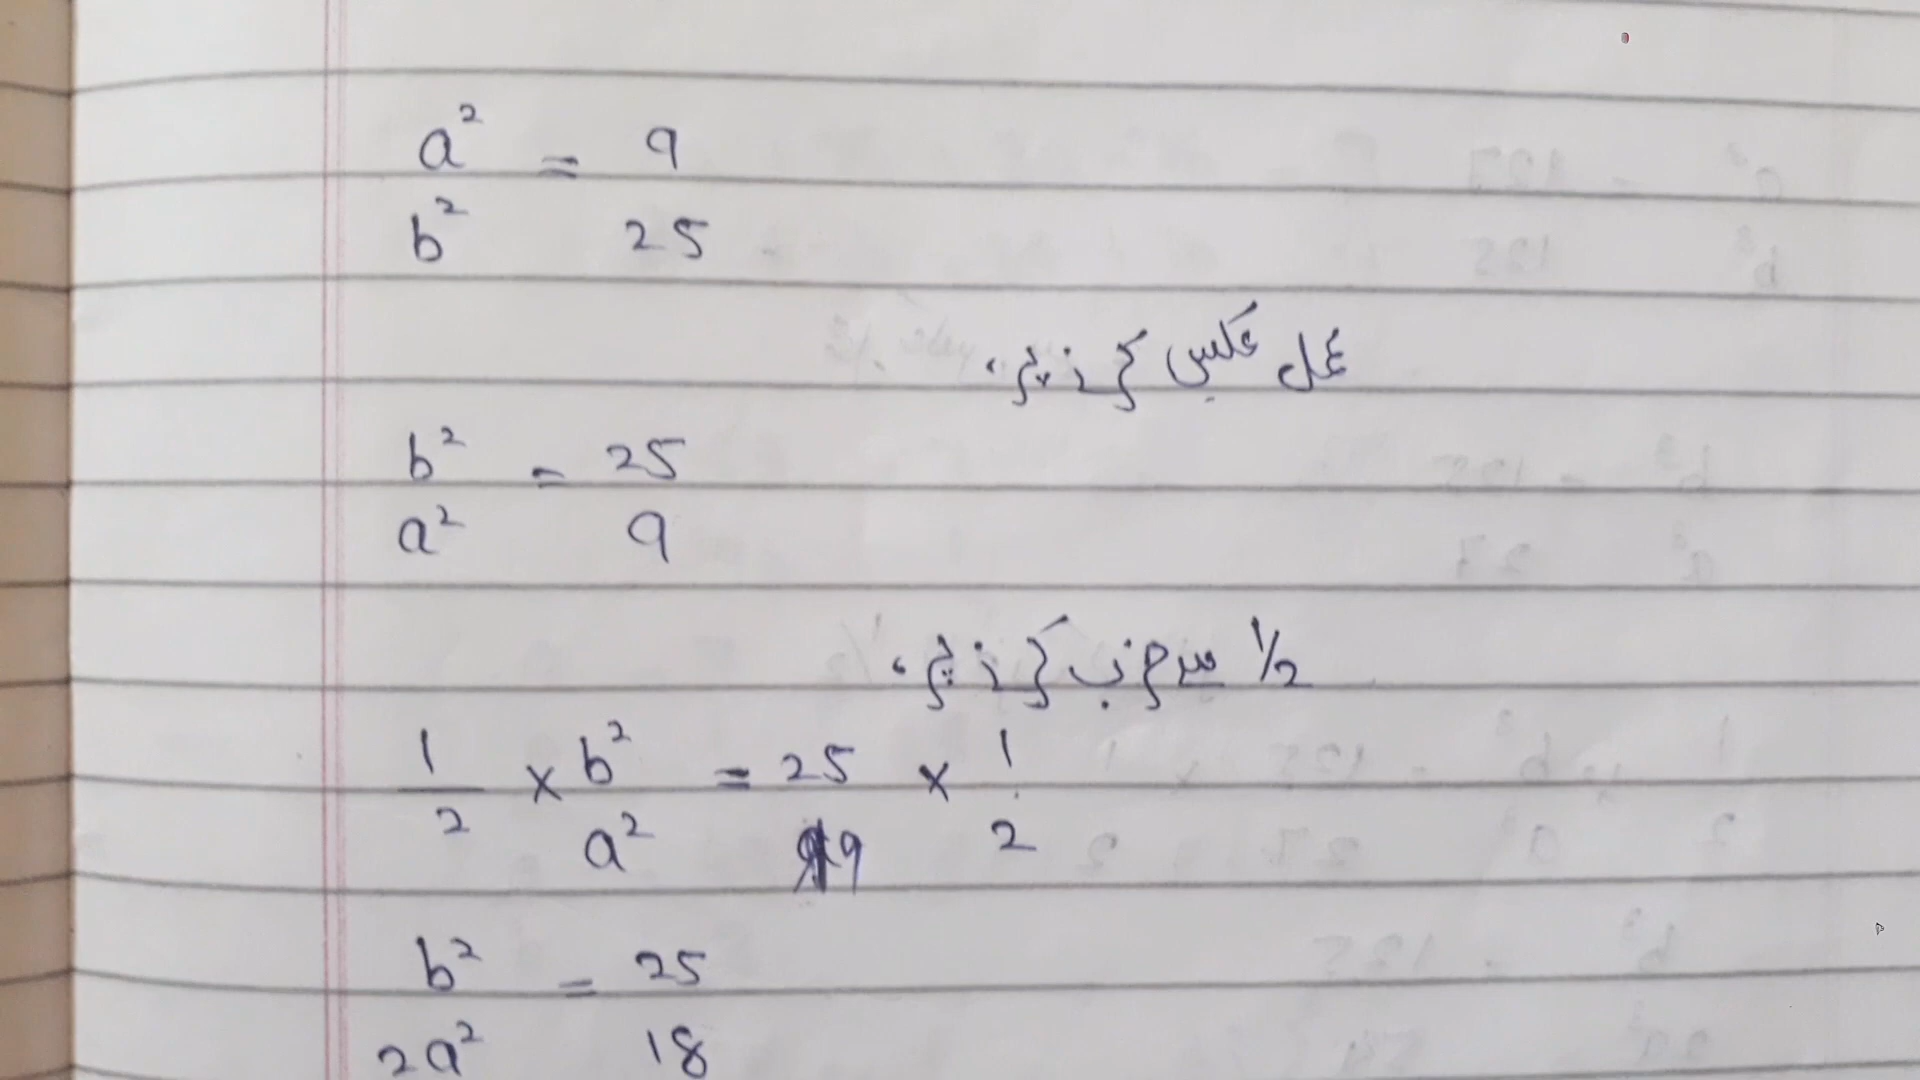 a² = 9
b² 25
عمل عکس کرنے پر،
b² = 25
a² 9
1/2 سے ضرب کرنے پر،
1 × b² = 25 × 1
2 a² 9 2
b² = 25
2a² 18